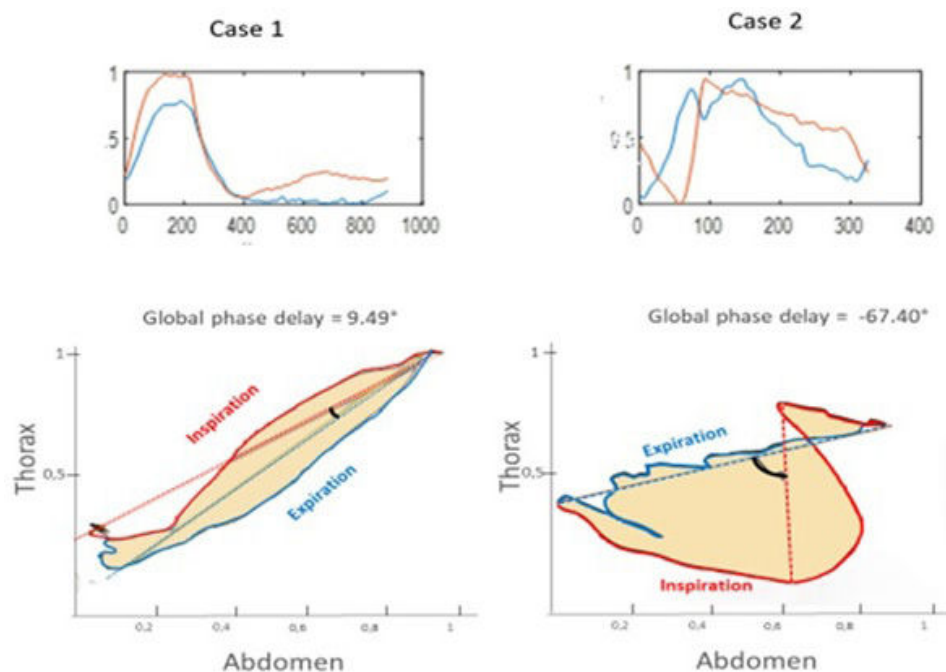 Case 1
Case 2
1
.5
0
0 200 400 600 800 1000
1
0
0 100 200 300 400
Global phase delay = 9.49°
Global phase delay = -67.40°
1
Thorax
0,5
Inspiration
Expiration
0,2 0,4 0,6 0,8 1
Abdomen
1
Thorax
0,5
Expiration
Inspiration
0,2 0,4 0,6 0,8 1
Abdomen